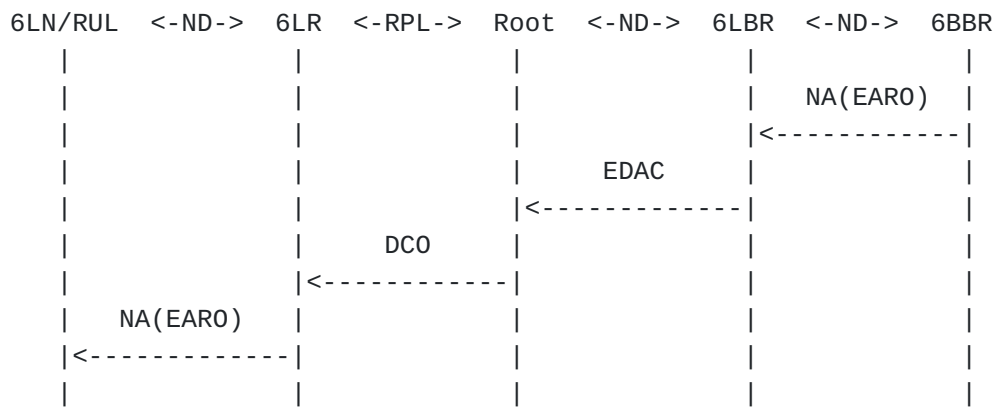 6LN/RUL <-ND-> 6LR <-RPL-> Root <-ND-> 6LBR <-ND-> 6BBR
NA(EARO)
EDAC
DCO
NA(EARO)